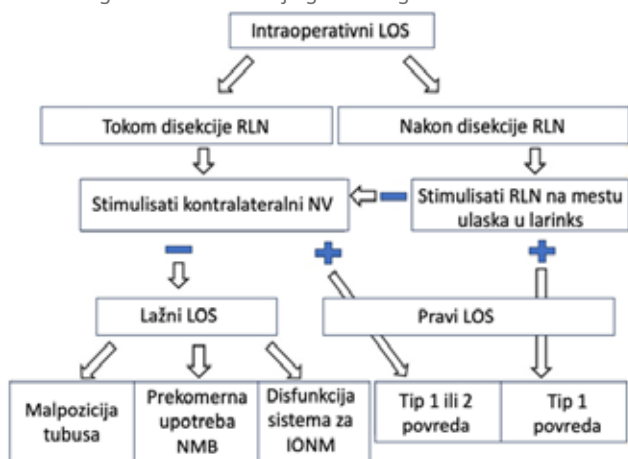 Intraoperativni LOS
Tokom disekcije RLN
Nakon disekcije RLN
Stimulisati kontralateralni NV
Stimulisati RLN na mestu
ulaska u larinks
Lažni LOS
Pravi LOS
Malpozicija
tubusa
Prekomerna
upotreba
NMB
Disfunkcija
sistema za
IONM
Tip 1 ili 2
povreda
Tip 1
povreda